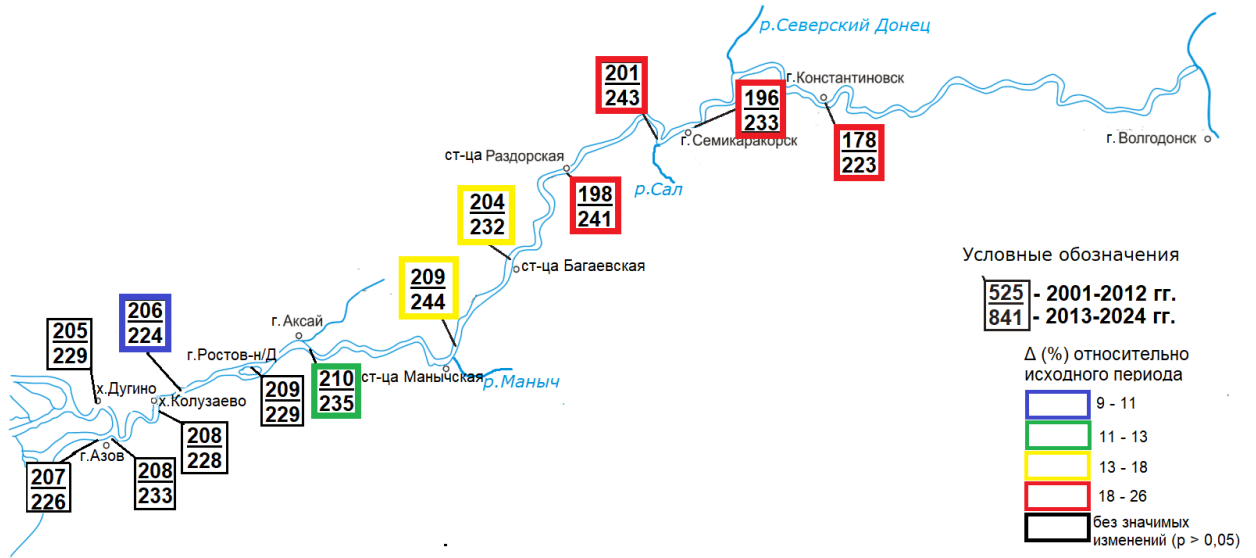 р.Северский Донец
201
243
г.Константиновск
196
233
г.Семикаракорск
178
223
г.Волгодонск
ст-ца Раздорская
р.Сал
198
241
204
232
ст-ца Багаевская
209
244
Условные обозначения
525 - 2001-2012 гг.
841 - 2013-2024 гг.
Δ (%) относительно
исходного периода
9 - 11
11 - 13
13 - 18
18 - 26
без значимых
изменений (p > 0,05)
206
224
г.Аксай
205
229
г.Ростов-н/Д
ст-ца Манычская
р.Маныч
210
235
х.Дугино
х.Колузаево
209
229
208
228
г.Азов
207
226
208
233